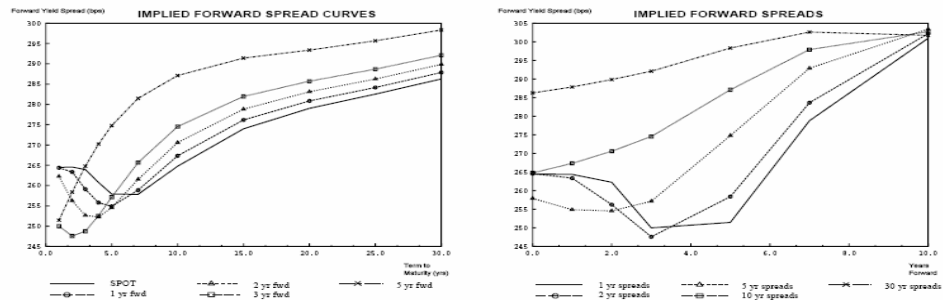 Forward Yield Spread (bps)
IMPLIED FORWARD SPREAD CURVES
305
300
295
290
285
280
275
270
265
260
255
250
245
0.0
5.0
10.0
15.0
20.0
25.0
30.0
Term to
Maturity (yrs)
SPOT
1 yr fwd
2 yr fwd
3 yr fwd
5 yr fwd
Forward Yield Spread (bps)
IMPLIED FORWARD SPREADS
305
300
295
290
285
280
275
270
265
260
255
250
245
0.0
2.0
4.0
6.0
8.0
10.0
Years
Forward
1 yr spreads
2 yr spreads
5 yr spreads
10 yr spreads
30 yr spreads